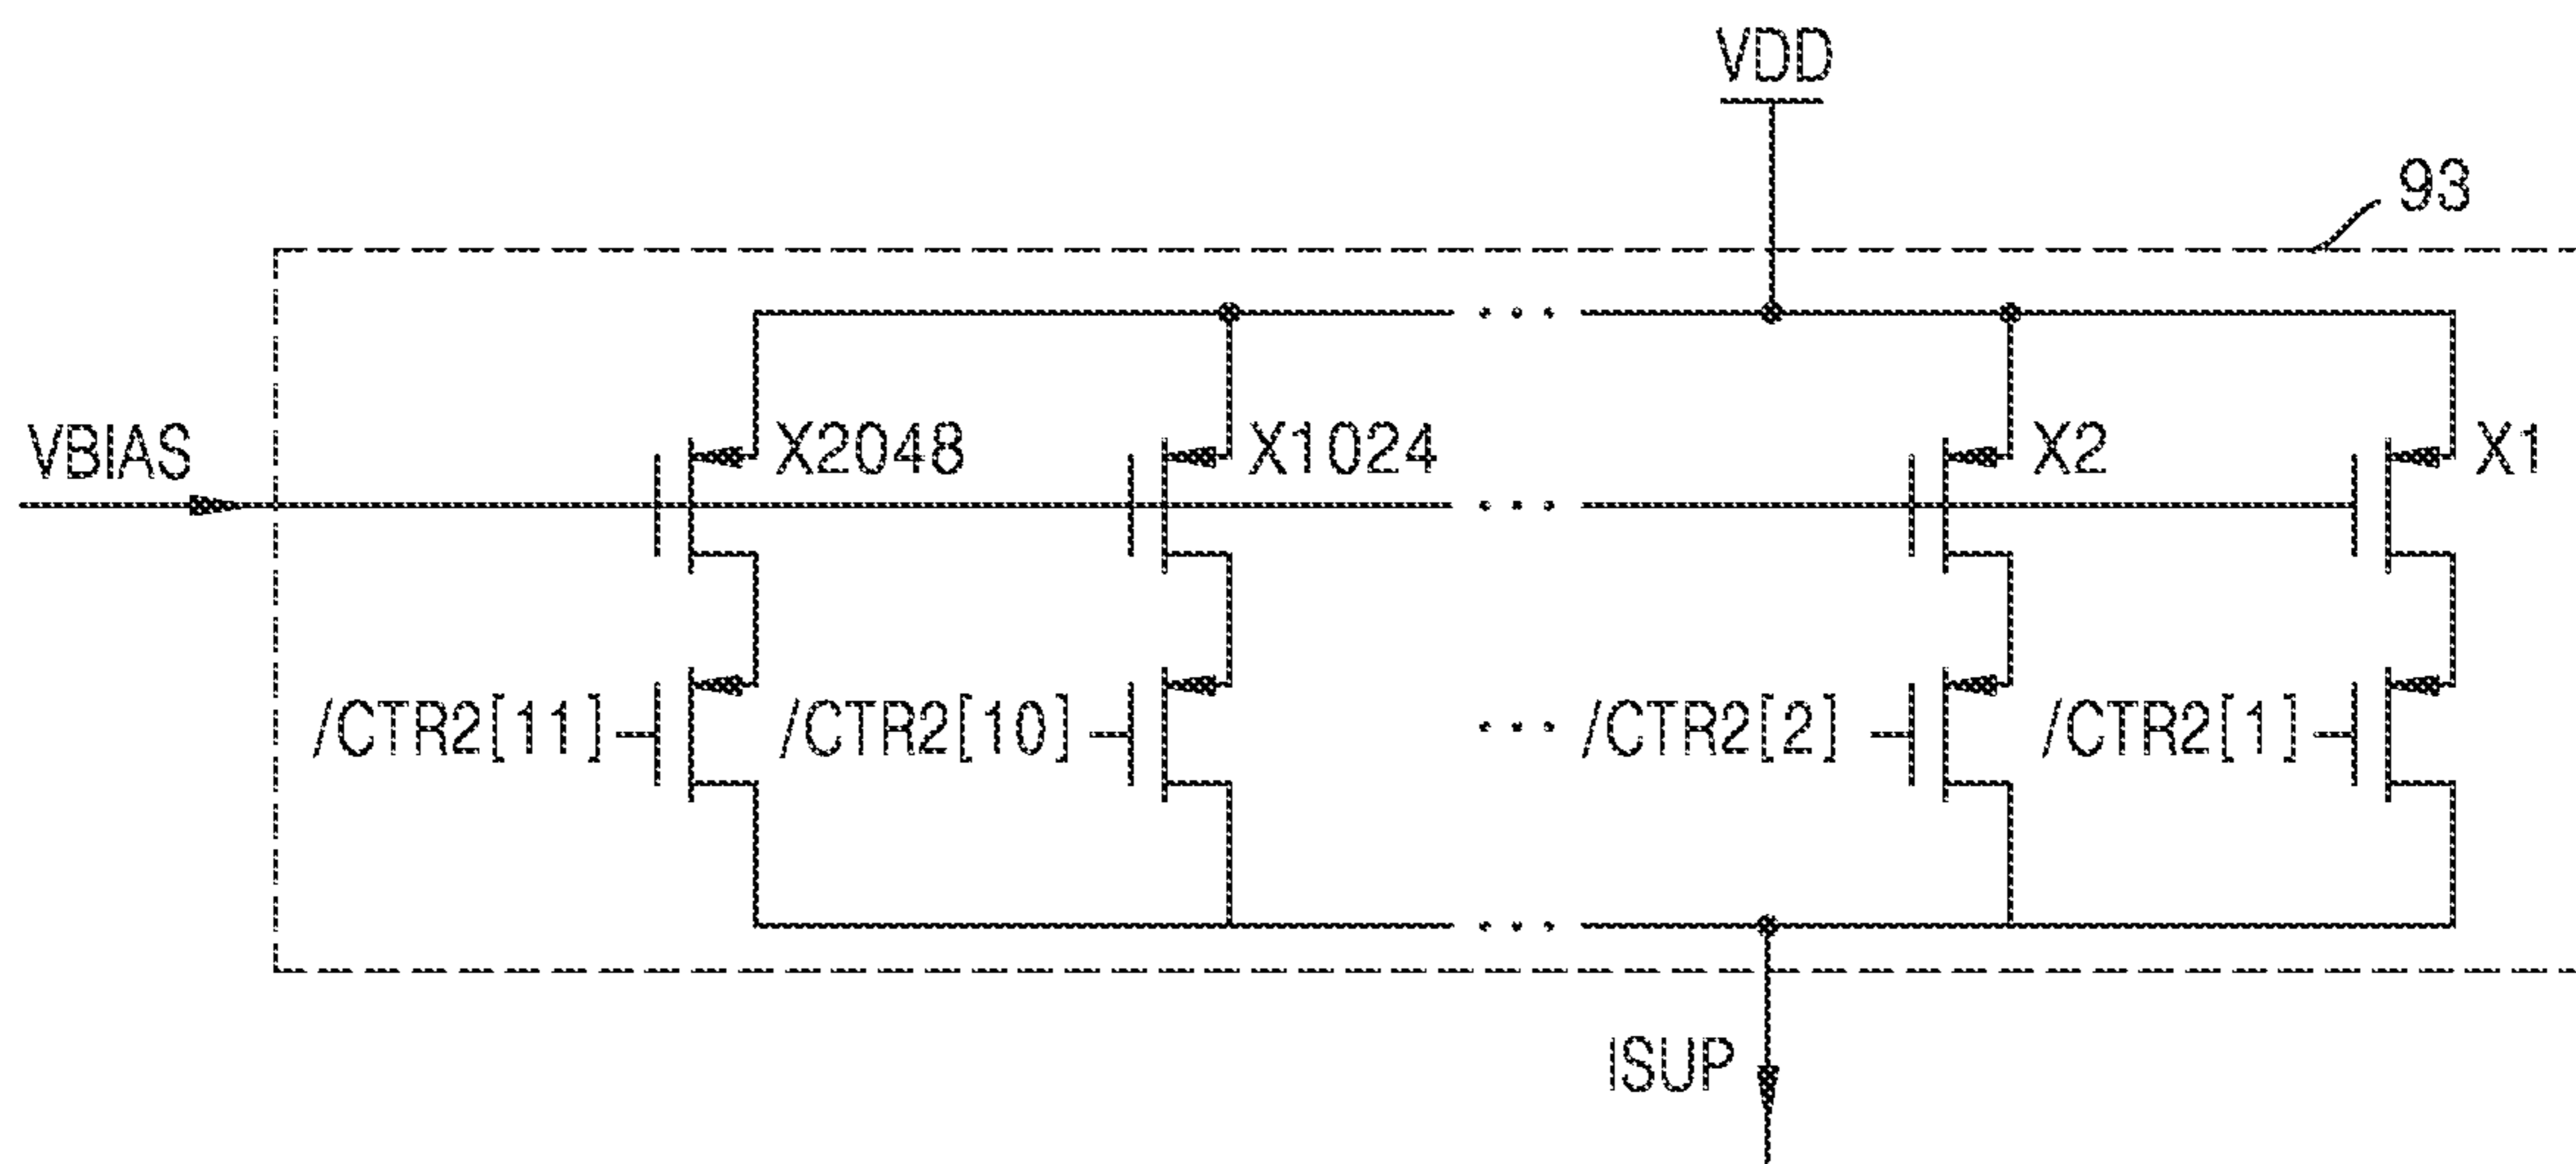 VDD
93
VBIAS
X2048
X1024
X2
X1
/CTR2[11]
/CTR2[10]
/CTR2[2]
/CTR2[1]
ISUP